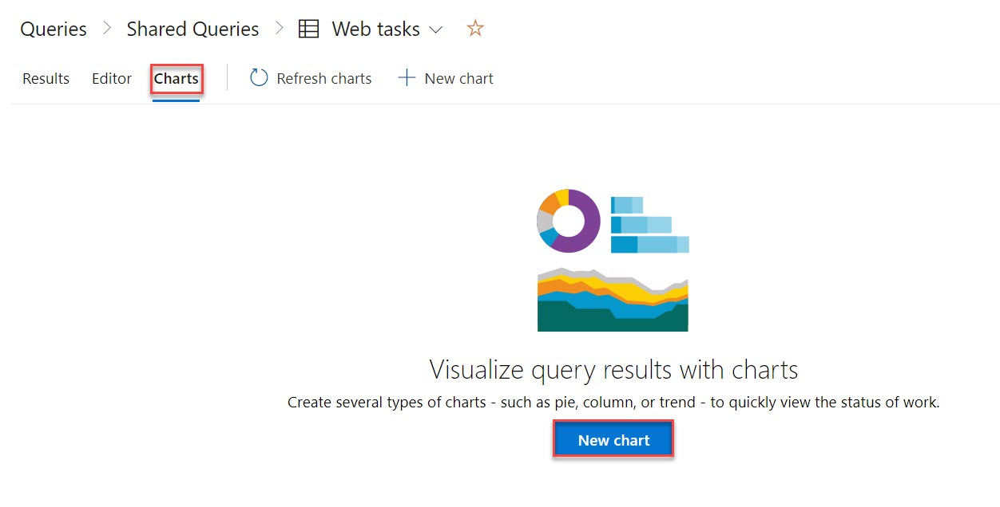 Queries > Shared Queries > Web tasks
Results Editor Charts Refresh charts + New chart
Visualize query results with charts
Create several types of charts - such as pie, column, or trend - to quickly view the status of work.
New chart